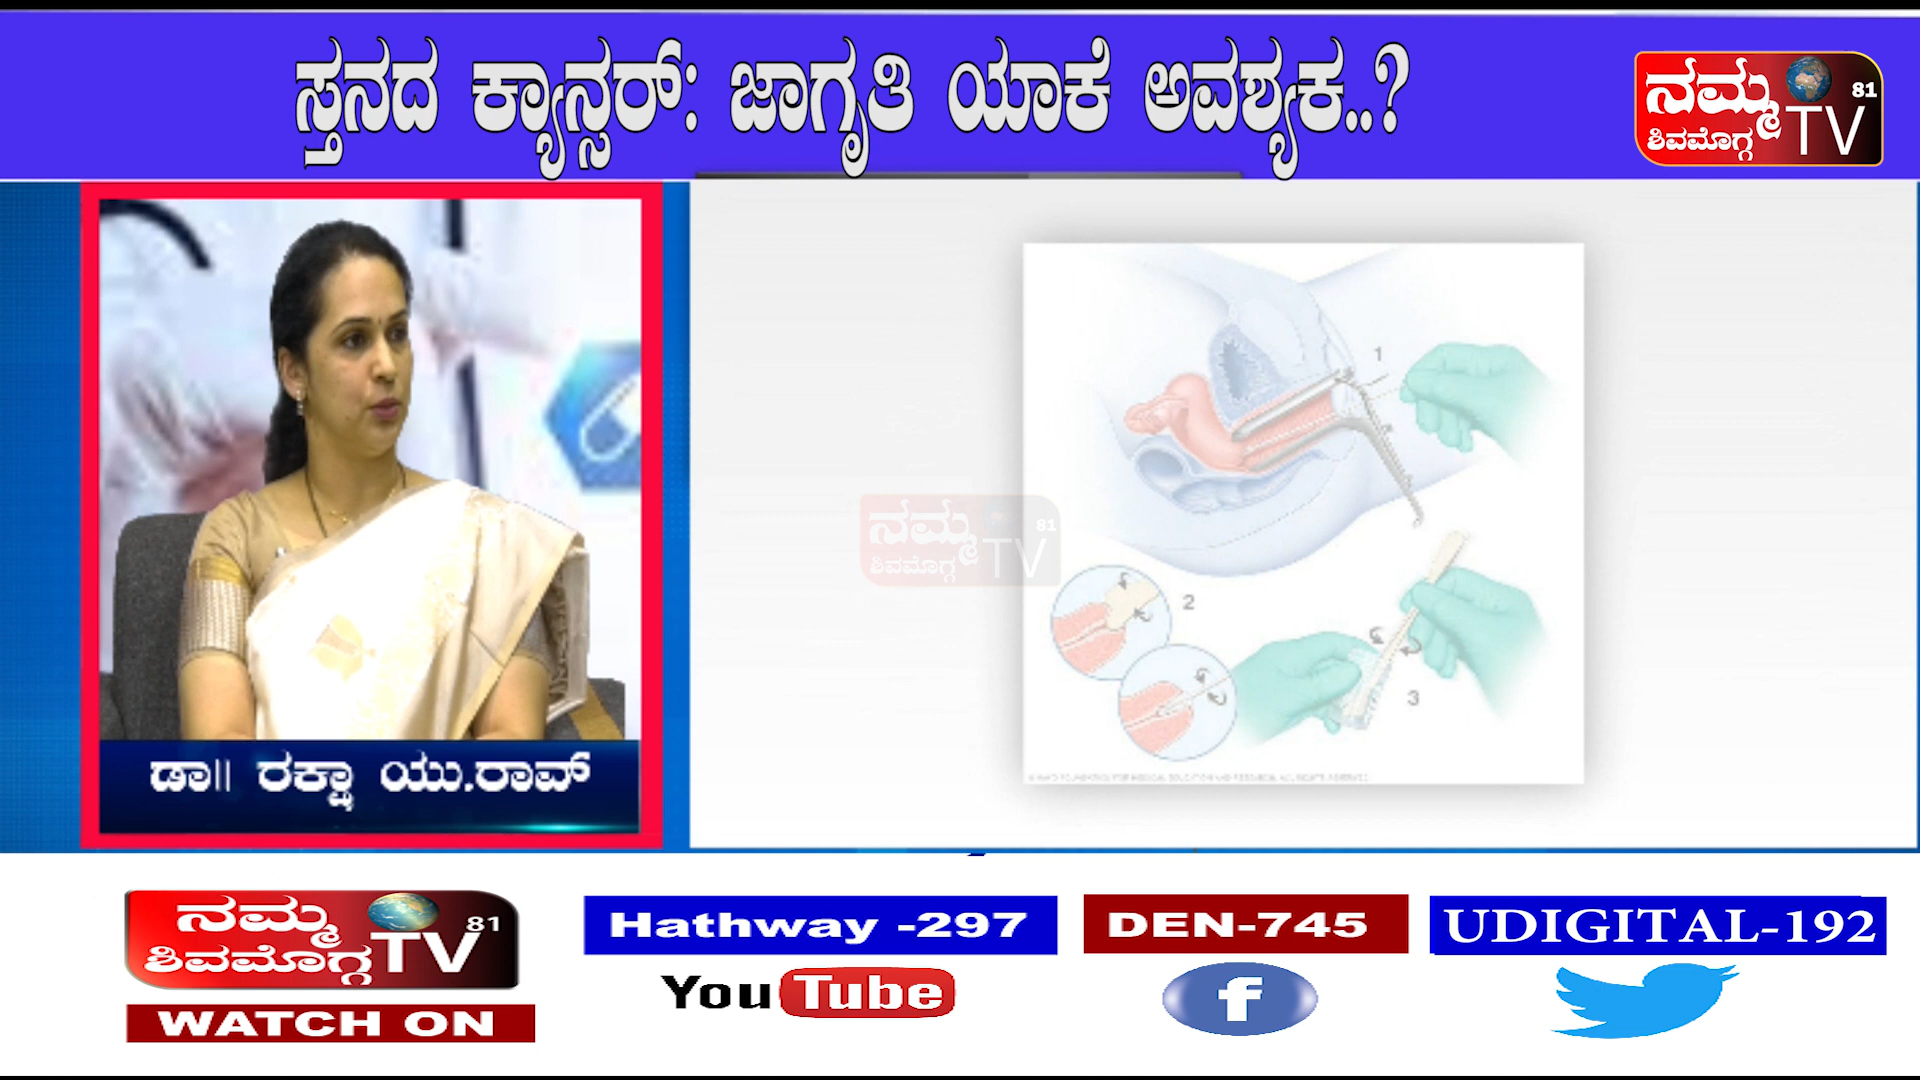 ಸ್ತನದ ಕ್ಯಾನ್ಸರ್: ಜಾಗೃತಿ ಯಾಕೆ ಅವಶ್ಯಕ..?
ನಮ್ಮ 81
ಶಿವಮೊಗ್ಗ TV
1
ನಮ್ಮ 81
ಶಿವಮೊಗ್ಗ TV
2
3
ಡಾ|| ರಕ್ಷಾ ಯು.ರಾವ್
ನಮ್ಮ 81
ಶಿವಮೊಗ್ಗ TV
WATCH ON
Hathway -297
DEN-745
UDIGITAL-192
YouTube
f